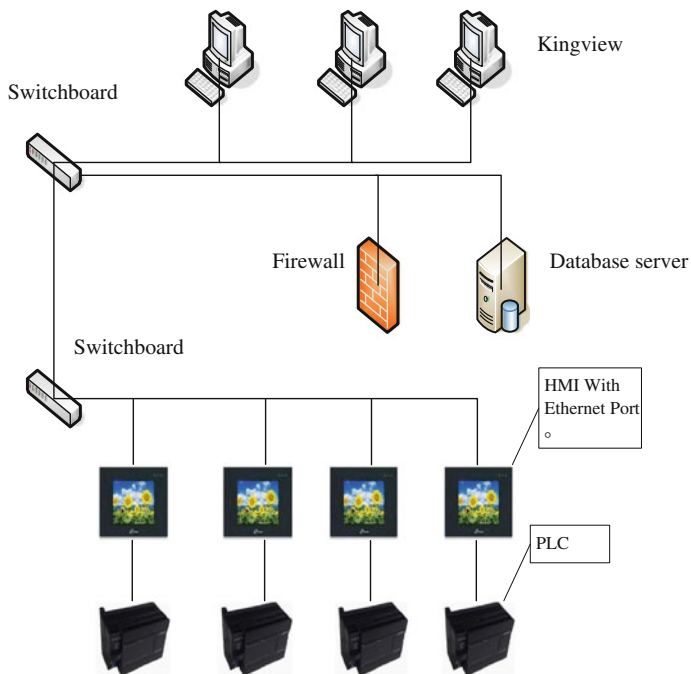 Kingview
Switchboard
Firewall
Database server
Switchboard
HMI With
Ethernet Port
。
PLC